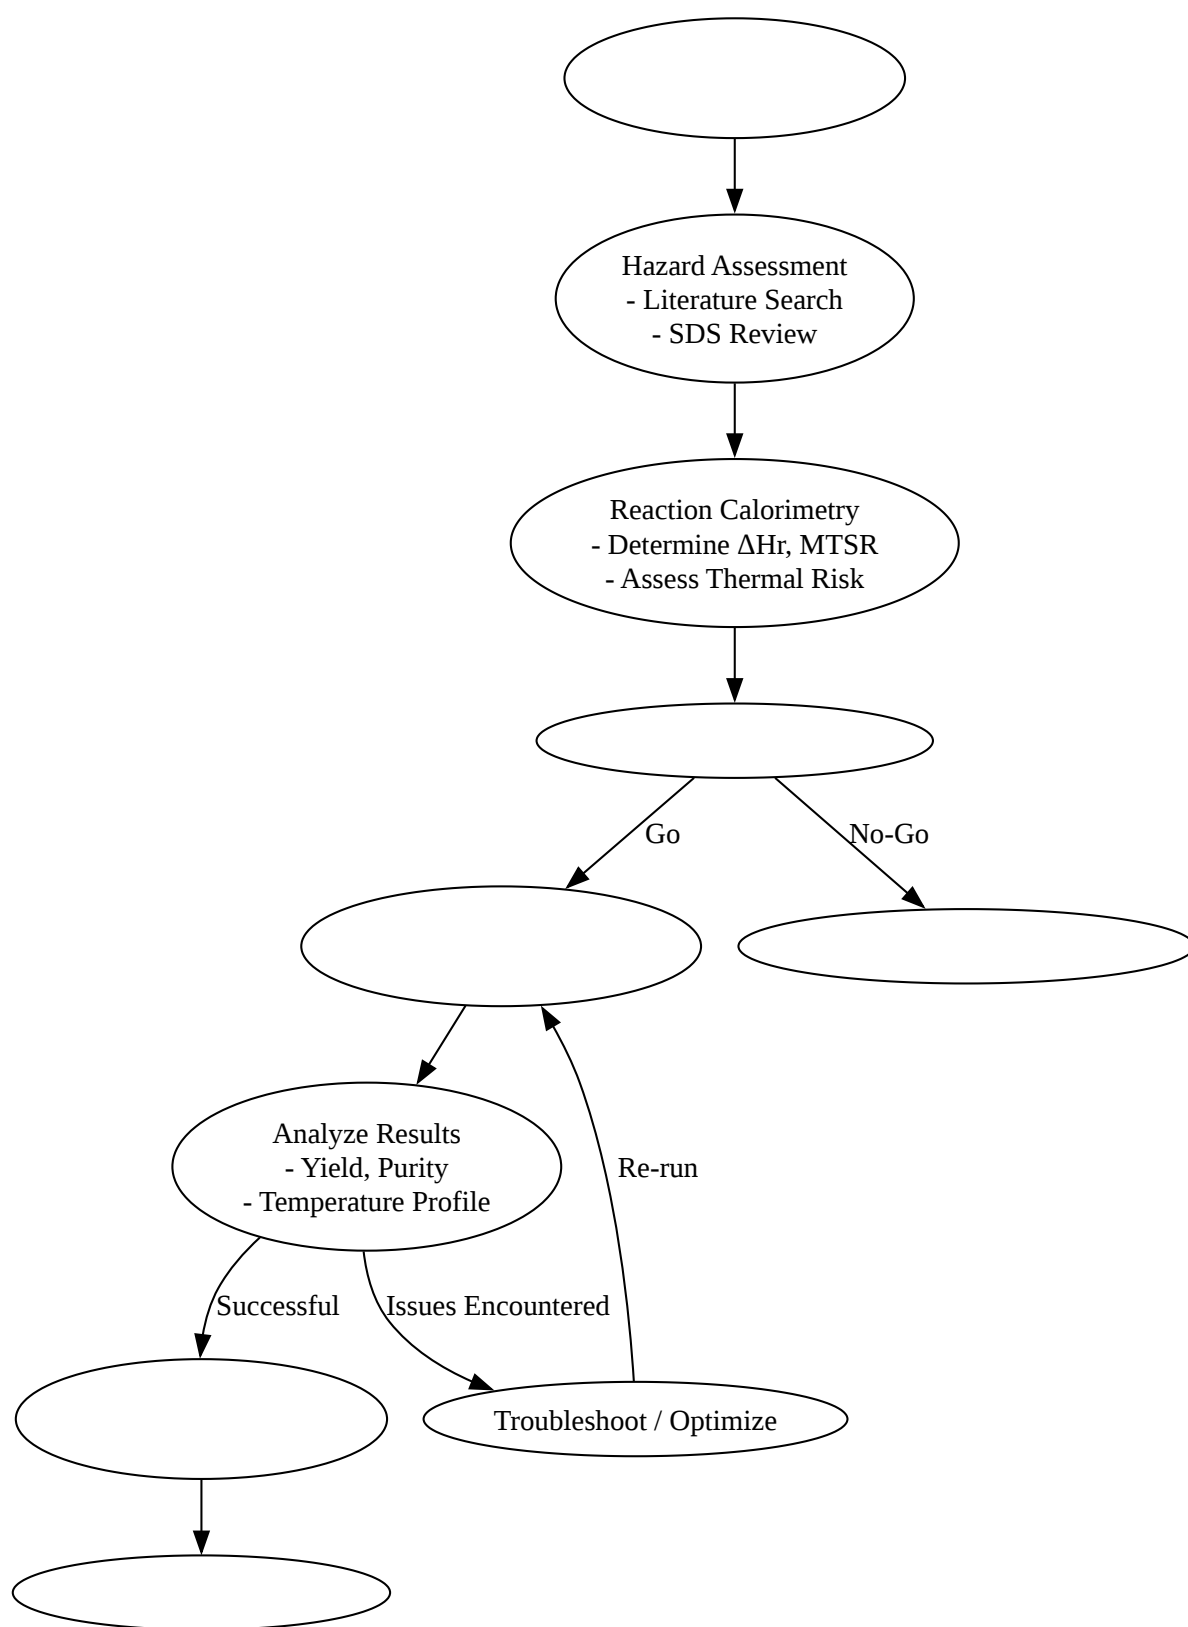 Hazard Assessment
- Literature Search
- SDS Review
Reaction Calorimetry
- Determine ΔHr, MTSR
- Assess Thermal Risk
Go
No-Go
Analyze Results
- Yield, Purity
- Temperature Profile
Re-run
Successful
Issues Encountered
Troubleshoot / Optimize